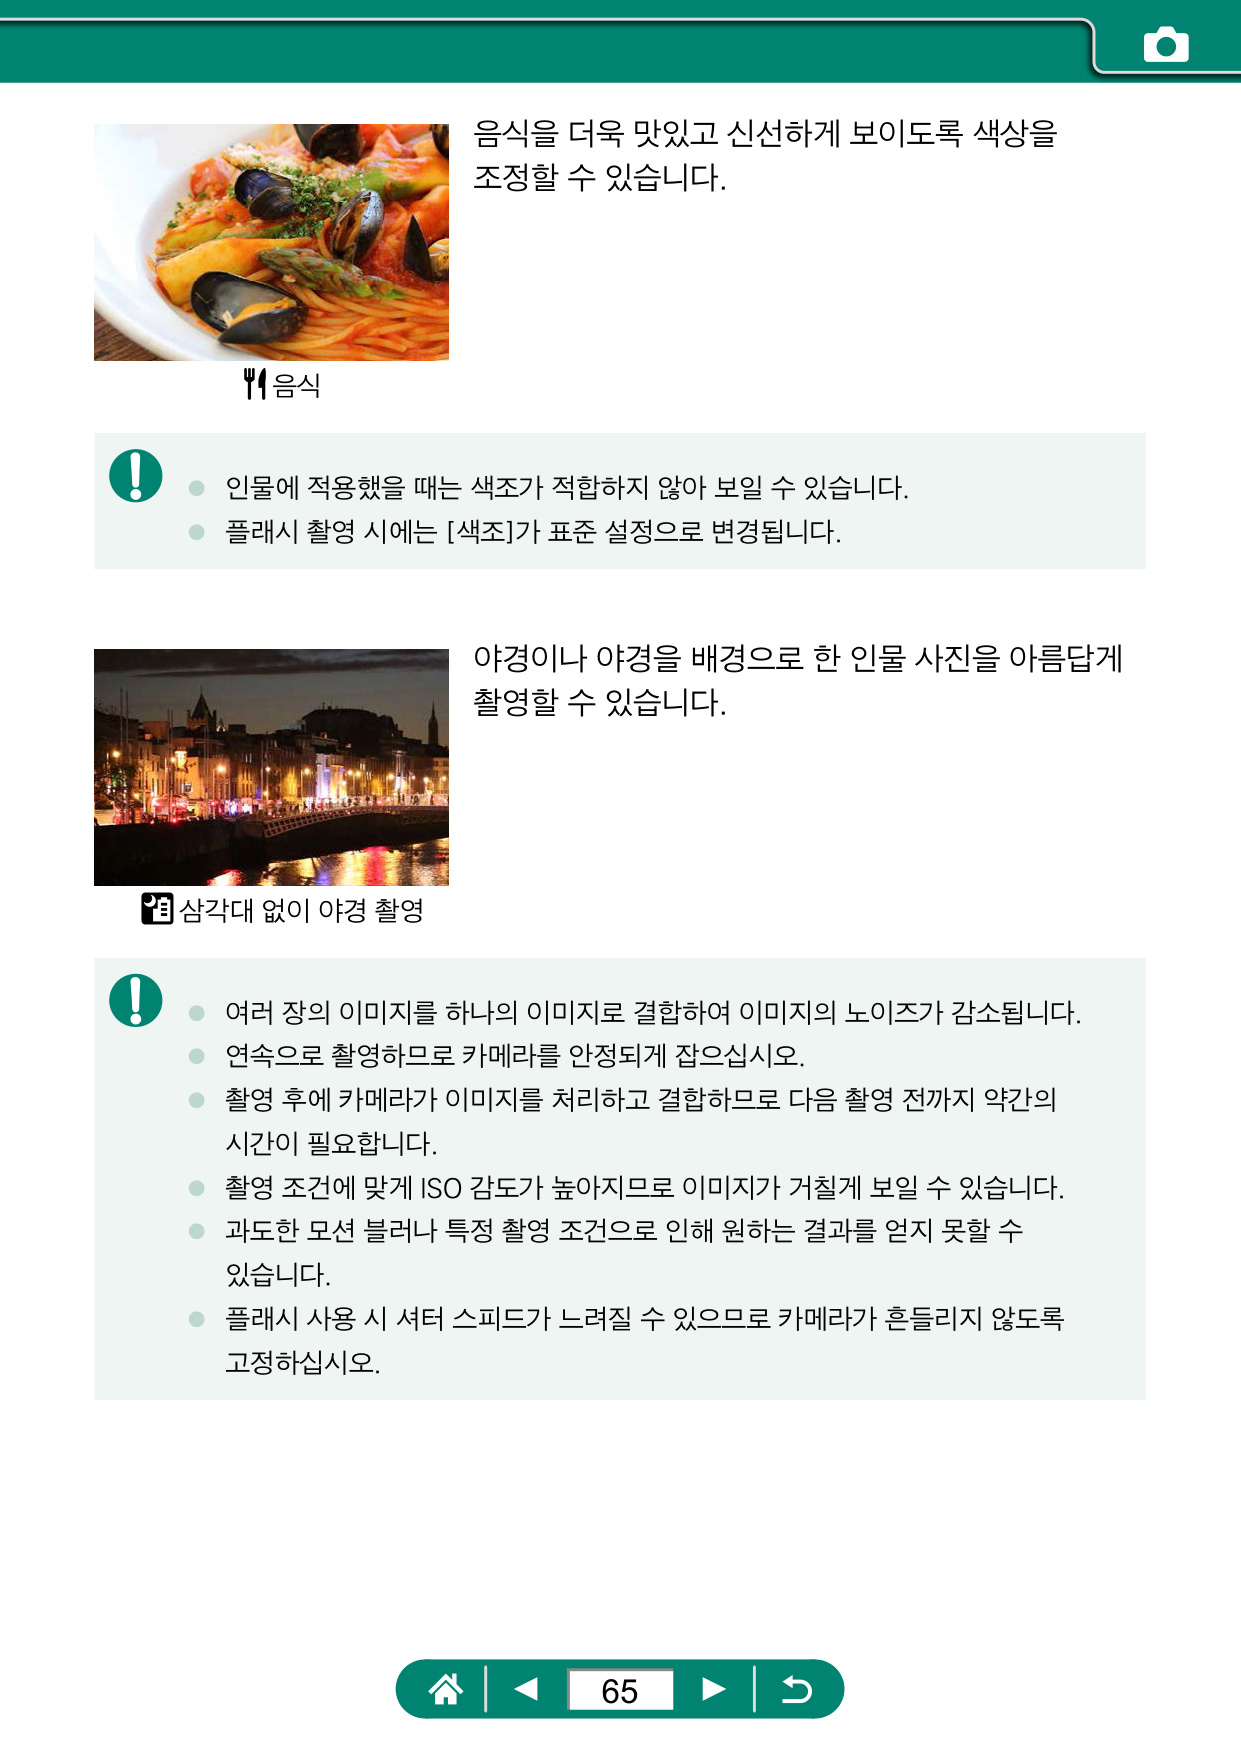 음식을 더욱 맛있고 신선하게 보이도록 색상을
조정할 수 있습니다.
음식
인물에 적용했을 때는 색조가 적합하지 않아 보일 수 있습니다.
플래시 촬영 시에는 [색조]가 표준 설정으로 변경됩니다.
야경이나 야경을 배경으로 한 인물 사진을 아름답게
촬영할 수 있습니다.
삼각대 없이 야경 촬영
여러 장의 이미지를 하나의 이미지로 결합하여 이미지의 노이즈가 감소됩니다.
연속으로 촬영하므로 카메라를 안정되게 잡으십시오.
촬영 후에 카메라가 이미지를 처리하고 결합하므로 다음 촬영 전까지 약간의
시간이 필요합니다.
촬영 조건에 맞게 ISO 감도가 높아지므로 이미지가 거칠게 보일 수 있습니다.
과도한 모션 블러나 특정 촬영 조건으로 인해 원하는 결과를 얻지 못할 수
있습니다.
플래시 사용 시 셔터 스피드가 느려질 수 있으므로 카메라가 흔들리지 않도록
고정하십시오.
65